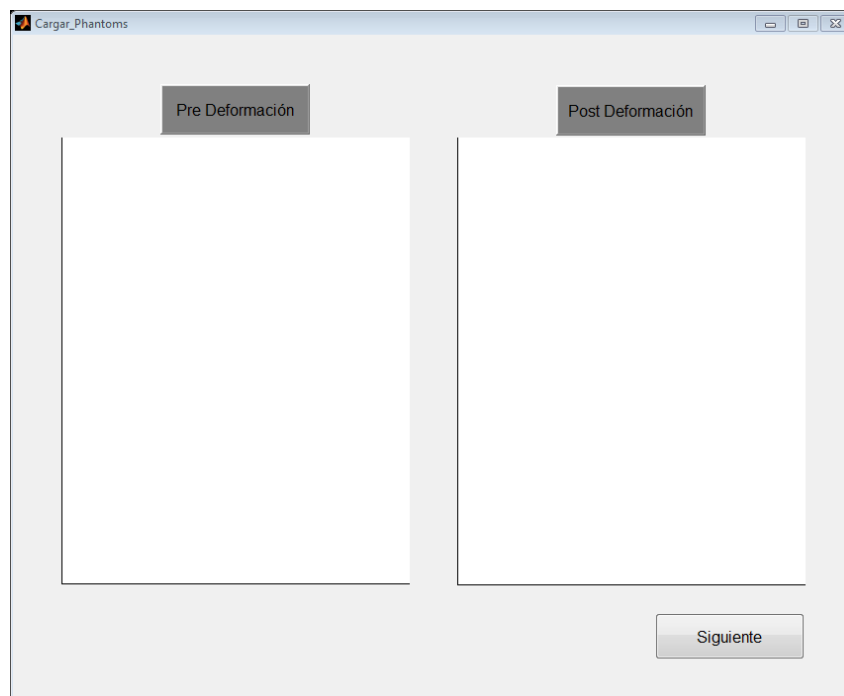 Cargar_Phantoms
Pre Deformación
Post Deformación
Siguiente